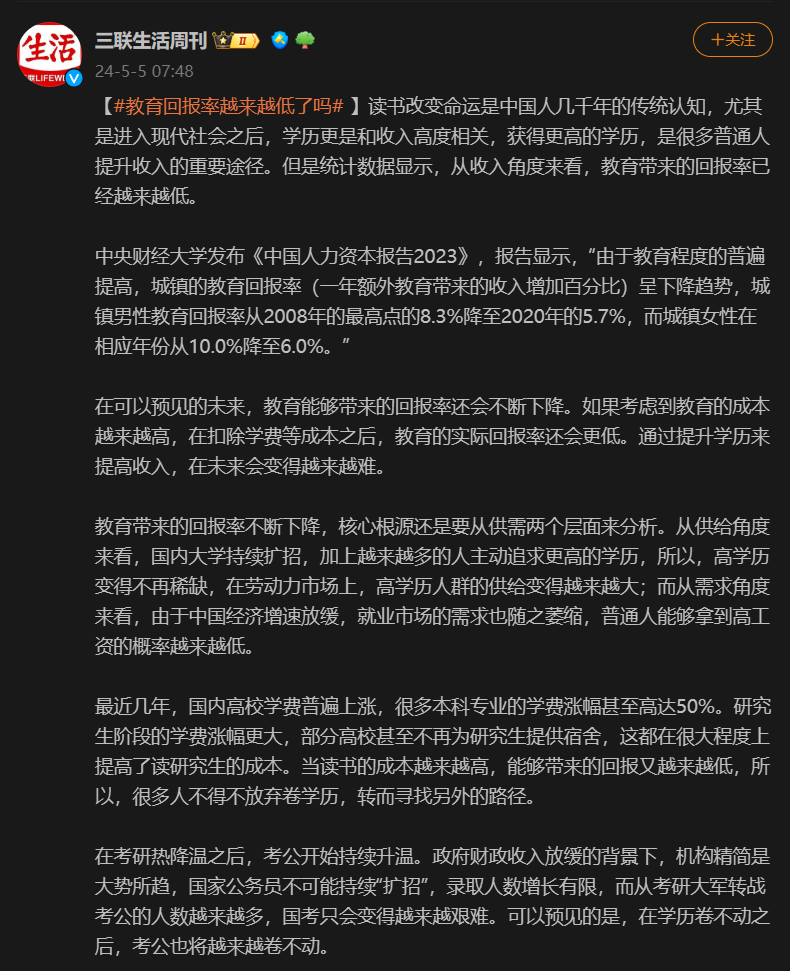 生活
三联生活周刊
II
+关注
24-5-5 07:48
【#教育回报率越来越低了吗# 】读书改变命运是中国人几千年的传统认知，尤其
是进入现代社会之后，学历更是和收入高度相关，获得更高的学历，是很多普通人
提升收入的重要途径。但是统计数据显示，从收入角度来看，教育带来的回报率已
经越来越低。
中央财经大学发布《中国人力资本报告2023》，报告显示，“由于教育程度的普遍
提高，城镇的教育回报率（一年额外教育带来的收入增加百分比）呈下降趋势，城
镇男性教育回报率从2008年的最高点的8.3%降至2020年的5.7%，而城镇女性在
相应年份从10.0%降至6.0%。”
在可以预见的未来，教育能够带来的回报率还会不断下降。如果考虑到教育的成本
越来越高，在扣除学费等成本之后，教育的实际回报率还会更低。通过提升学历来
提高收入，在未来会变得越来越难。
教育带来的回报率不断下降，核心根源还是要从供需两个层面来分析。从供给角度
来看，国内大学持续扩招，加上越来越多的人主动追求更高的学历，所以，高学历
变得不再稀缺，在劳动力市场上，高学历人群的供给变得越来越大；而从需求角度
来看，由于中国经济增速放缓，就业市场的需求也随之萎缩，普通人能够拿到高工
资的概率越来越低。
最近几年，国内高校学费普遍上涨，很多本科专业的学费涨幅甚至高达50%。研究
生阶段的学费涨幅更大，部分高校甚至不再为研究生提供宿舍，这都在很大程度上
提高了读研究生的成本。当读书的成本越来越高，能够带来的回报又越来越低，所
以，很多人不得不放弃卷学历，转而寻找另外的路径。
在考研热降温之后，考公开始持续升温。政府财政收入放缓的背景下，机构精简是
大势所趋，国家公务员不可能持续“扩招”，录取人数增长有限，而从考研大军转战
考公的人数越来越多，国考只会变得越来越艰难。可以预见的是，在学历卷不动之
后，考公也将越来越卷不动。